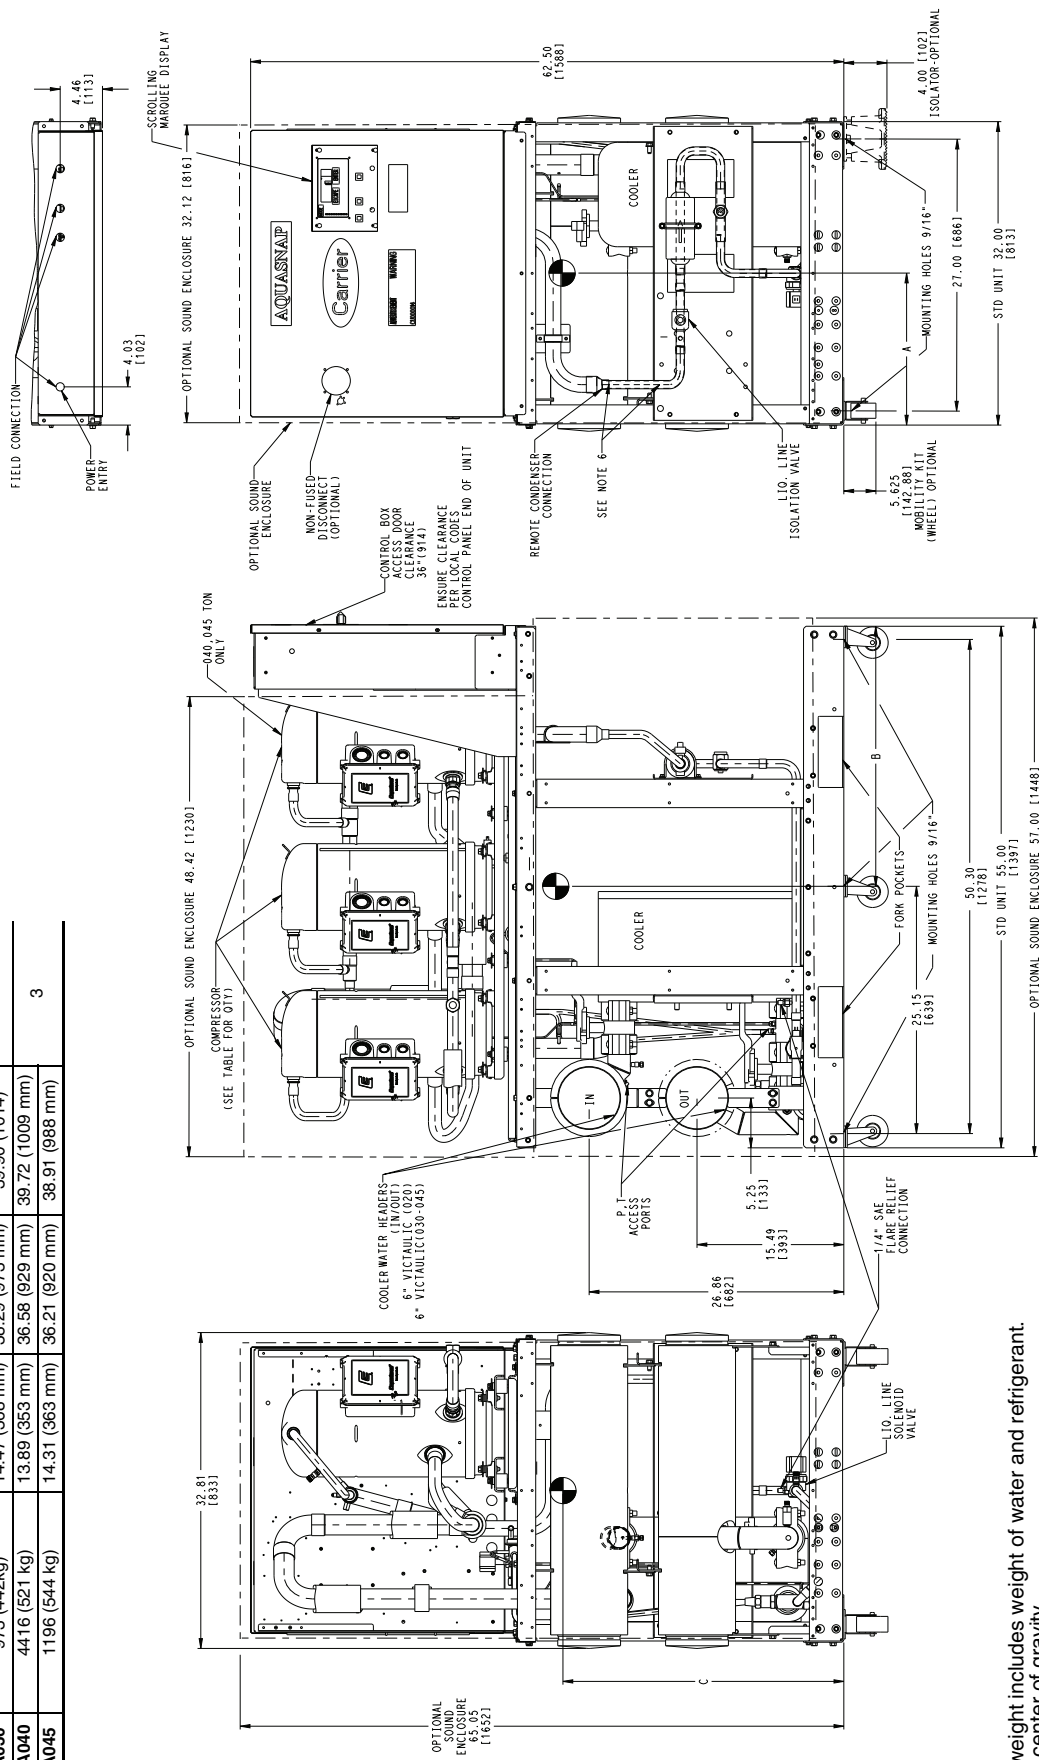 A040 4416 (521 kg) 13.89 (353 mm) 36.58 (929 mm) 39.72 (1009 mm)
A045 1196 (544 kg) 14.31 (363 mm) 36.21 (920 mm) 38.91 (988 mm)
3
FIELD CONNECTION
POWER
ENTRY
4.03
[102]
4.46
[113]
SCROLLING
MARQUEE DISPLAY
OPTIONAL SOUND ENCLOSURE 32.12 [816]
OPTIONAL SOUND
ENCLOSURE
NON-FUSED
DISCONNECT
(OPTIONAL)
AQUASNAP
Carrier
WARNING
62.50
[1588]
COOLER
REMOTE CONDENSER
CONNECTION
SEE NOTE 6
LIQ. LINE
ISOLATION VALVE
5.625
[142.88]
MOBILITY KIT
(WHEEL) OPTIONAL
4.00 [102]
ISOLATOR-OPTIONAL
A
MOUNTING HOLES 9/16"
27.00 [686]
STD UNIT 32.00
[813]
CONTROL BOX
ACCESS DOOR
CLEARANCE
36"(914)
ENSURE CLEARANCE
PER LOCAL CODES
CONTROL PANEL END OF UNIT
040,045 TON
ONLY
OPTIONAL SOUND ENCLOSURE 48.42 [1230]
COMPRESSOR
(SEE TABLE FOR QTY)
COOLER
IN
OUT
COOLER WATER HEADERS
(IN/OUT)
6" VICTAULIC (020)
6" VICTAULIC(030-045)
P,T
ACCESS
PORTS
5.25
[133]
15.49
[393]
26.86
[682]
1/4" SAE
FLARE RELIEF
CONNECTION
B
FORK POCKETS
MOUNTING HOLES 9/16"
25.15
[639]
50.30
[1278]
STD UNIT 55.00
[1397]
OPTIONAL SOUND ENCLOSURE 57.00 [1448]
32.81
[833]
OPTIONAL
SOUND
ENCLOSURE
65.05
[1652]
C
LIQ. LINE
SOLENOID
VALVE
weight includes weight of water and refrigerant.
center of gravity.